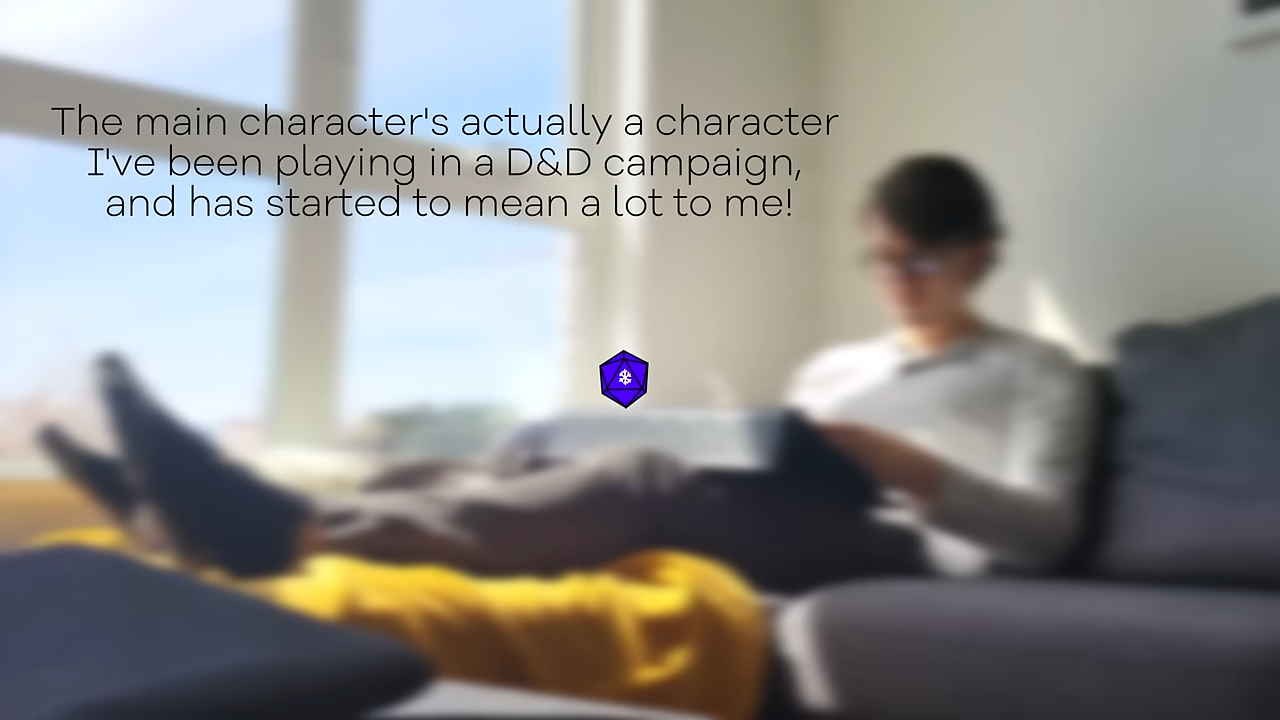 The main character's actually a character
I've been playing in a D&D campaign,
and has started to mean a lot to me!